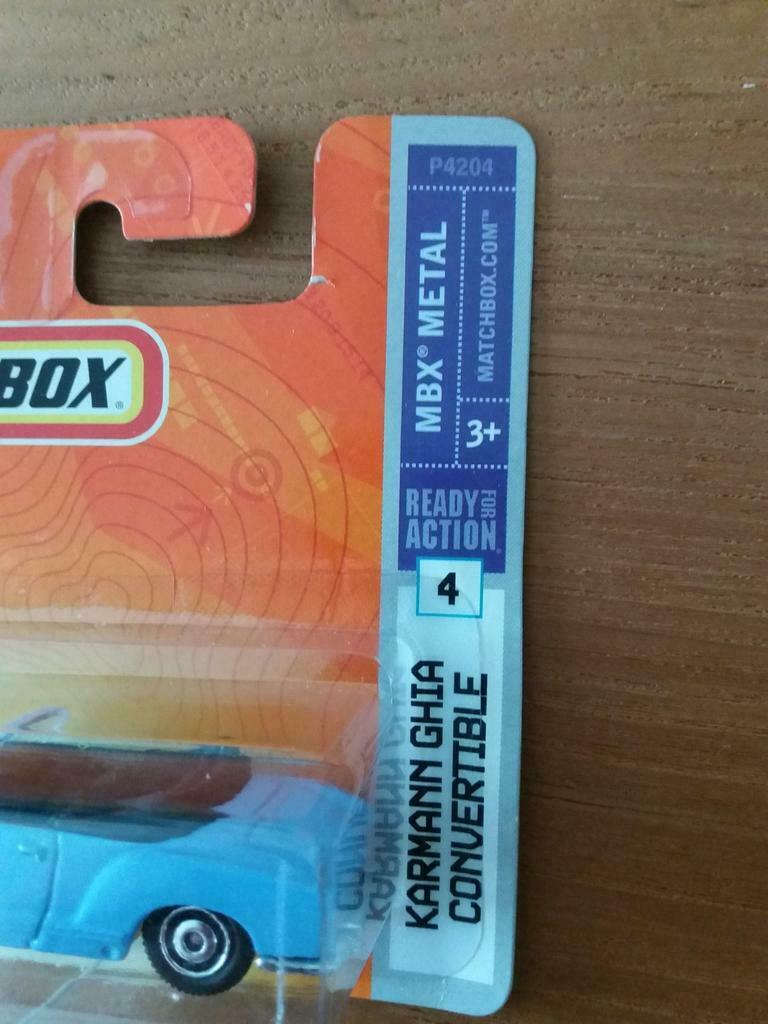 P4204
MBX® METAL
MATCHBOX.COM™
3+
BOX®
READY FOR ACTION®
4
KARMANN GHIA
CONVERTIBLE